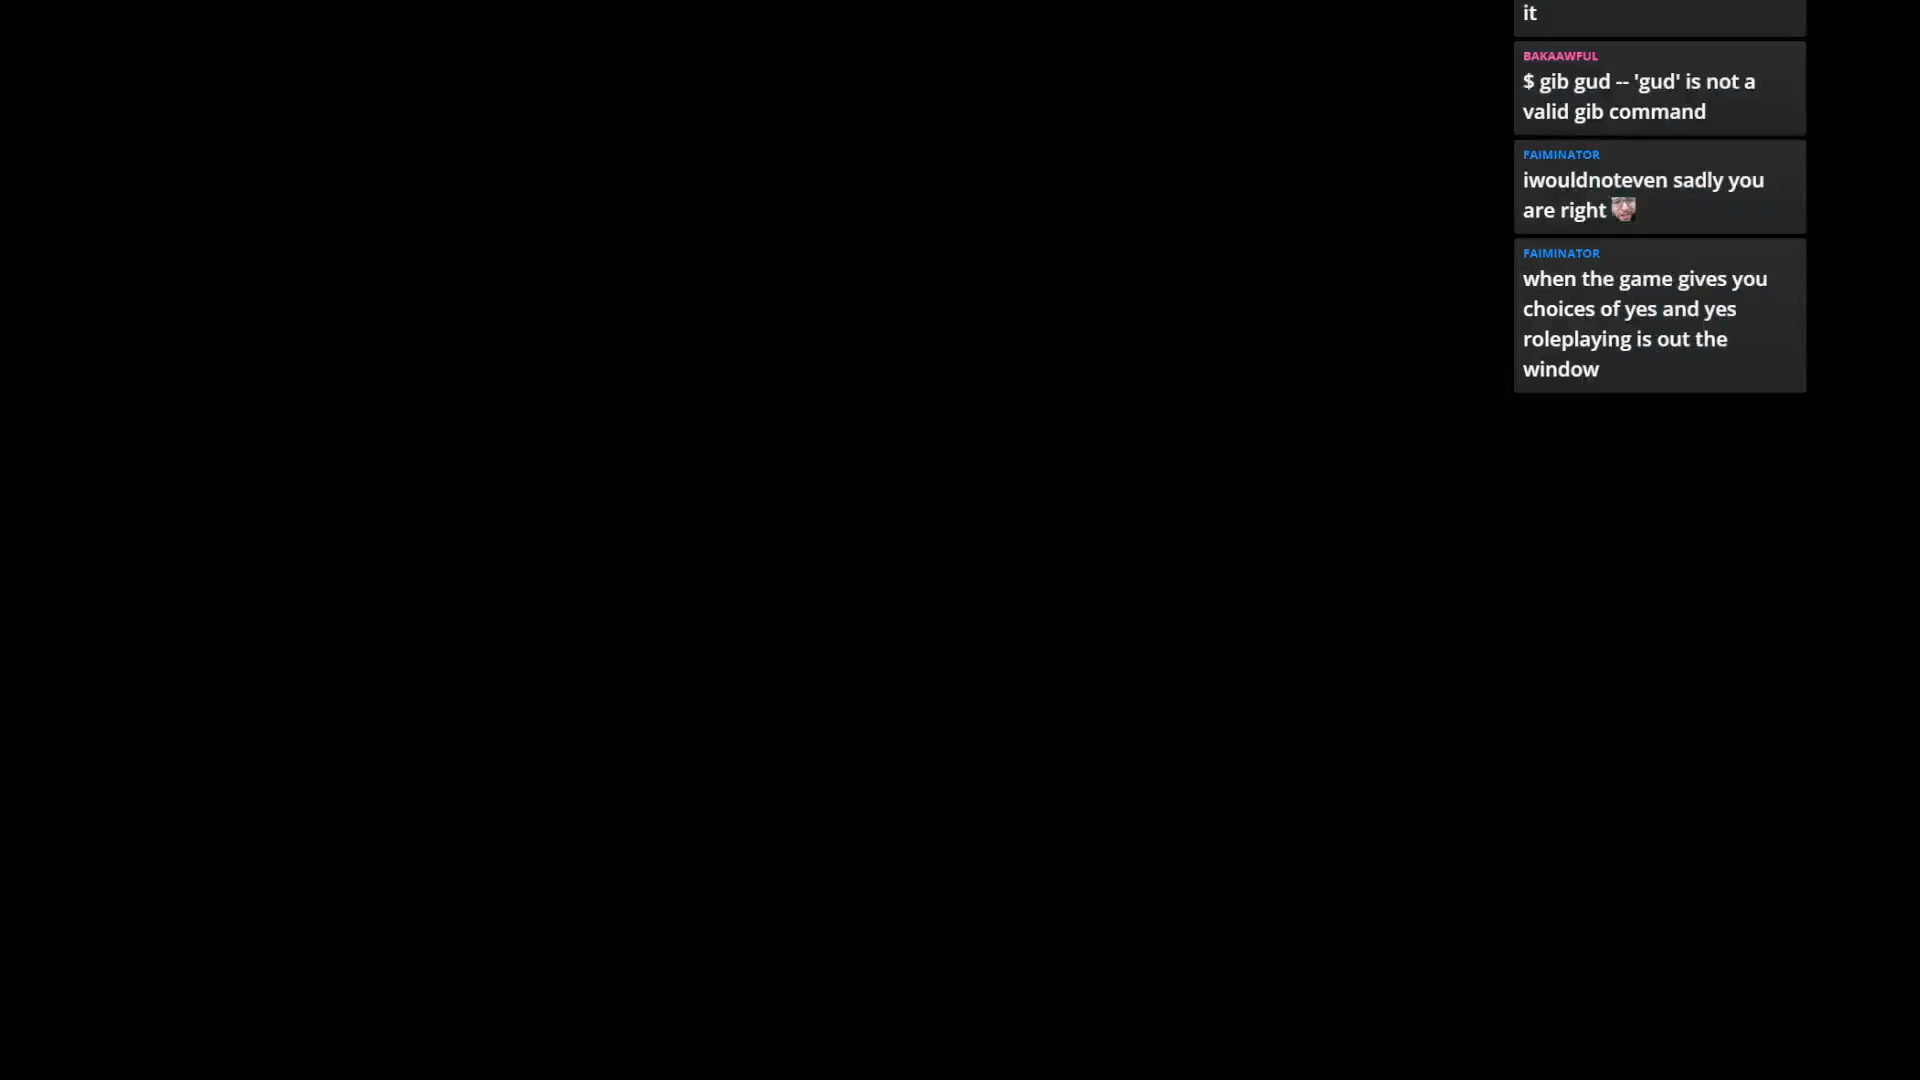 it
BAKAAWFUL
$ gib gud -- 'gud' is not a
valid gib command
FAIMINATOR
iwouldnoteven sadly you
are right
FAIMINATOR
when the game gives you
choices of yes and yes
roleplaying is out the
window